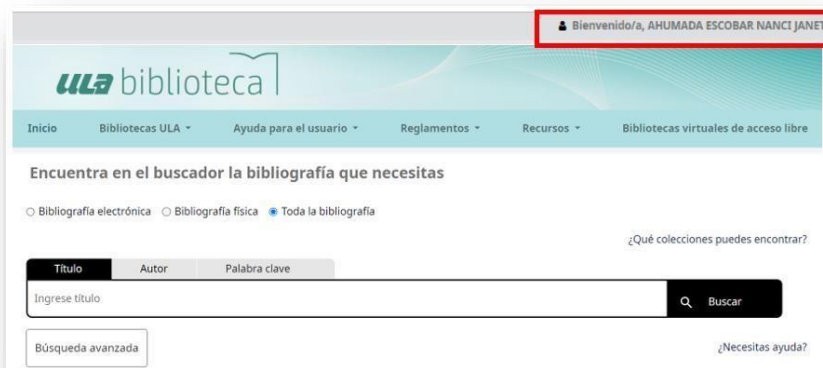 Bienvenido/a, AHUMADA ESCOBAR NANCI JANET
ULA biblioteca
Inicio Bibliotecas ULA Ayuda para el usuario Reglamentos Recursos Bibliotecas virtuales de acceso libre
Encuentra en el buscador la bibliografía que necesitas
Bibliografía electrónica Bibliografía física Toda la bibliografía
¿Qué colecciones puedes encontrar?
Título Autor Palabra clave
Ingrese título Buscar
Búsqueda avanzada ¿Necesitas ayuda?